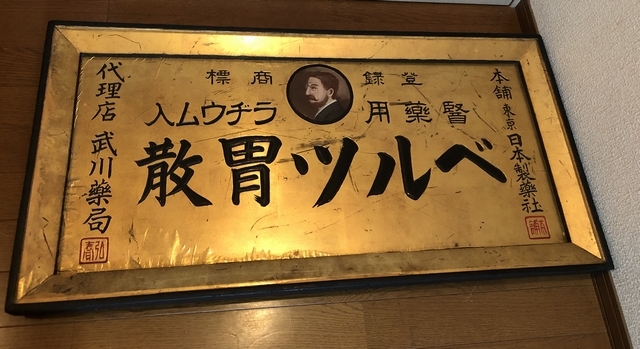 本舗 東京 日本製藥社
登録商標
醫藥用ラヂウム入
ベルツ胃散
代理店 武川藥局